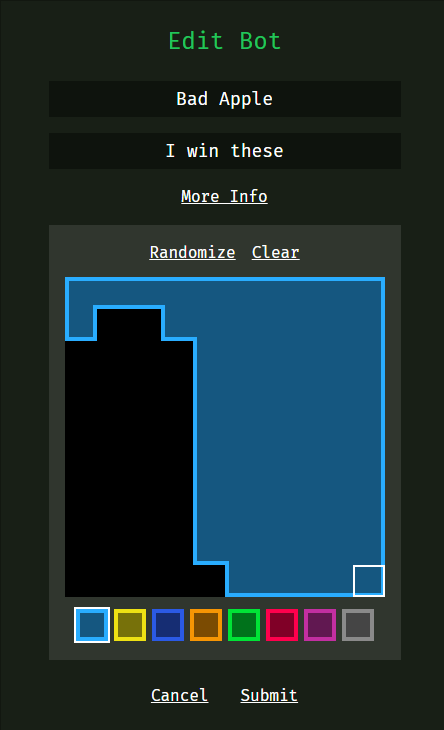 Edit Bot
Bad Apple
I win these
More Info
Randomize Clear
Cancel Submit